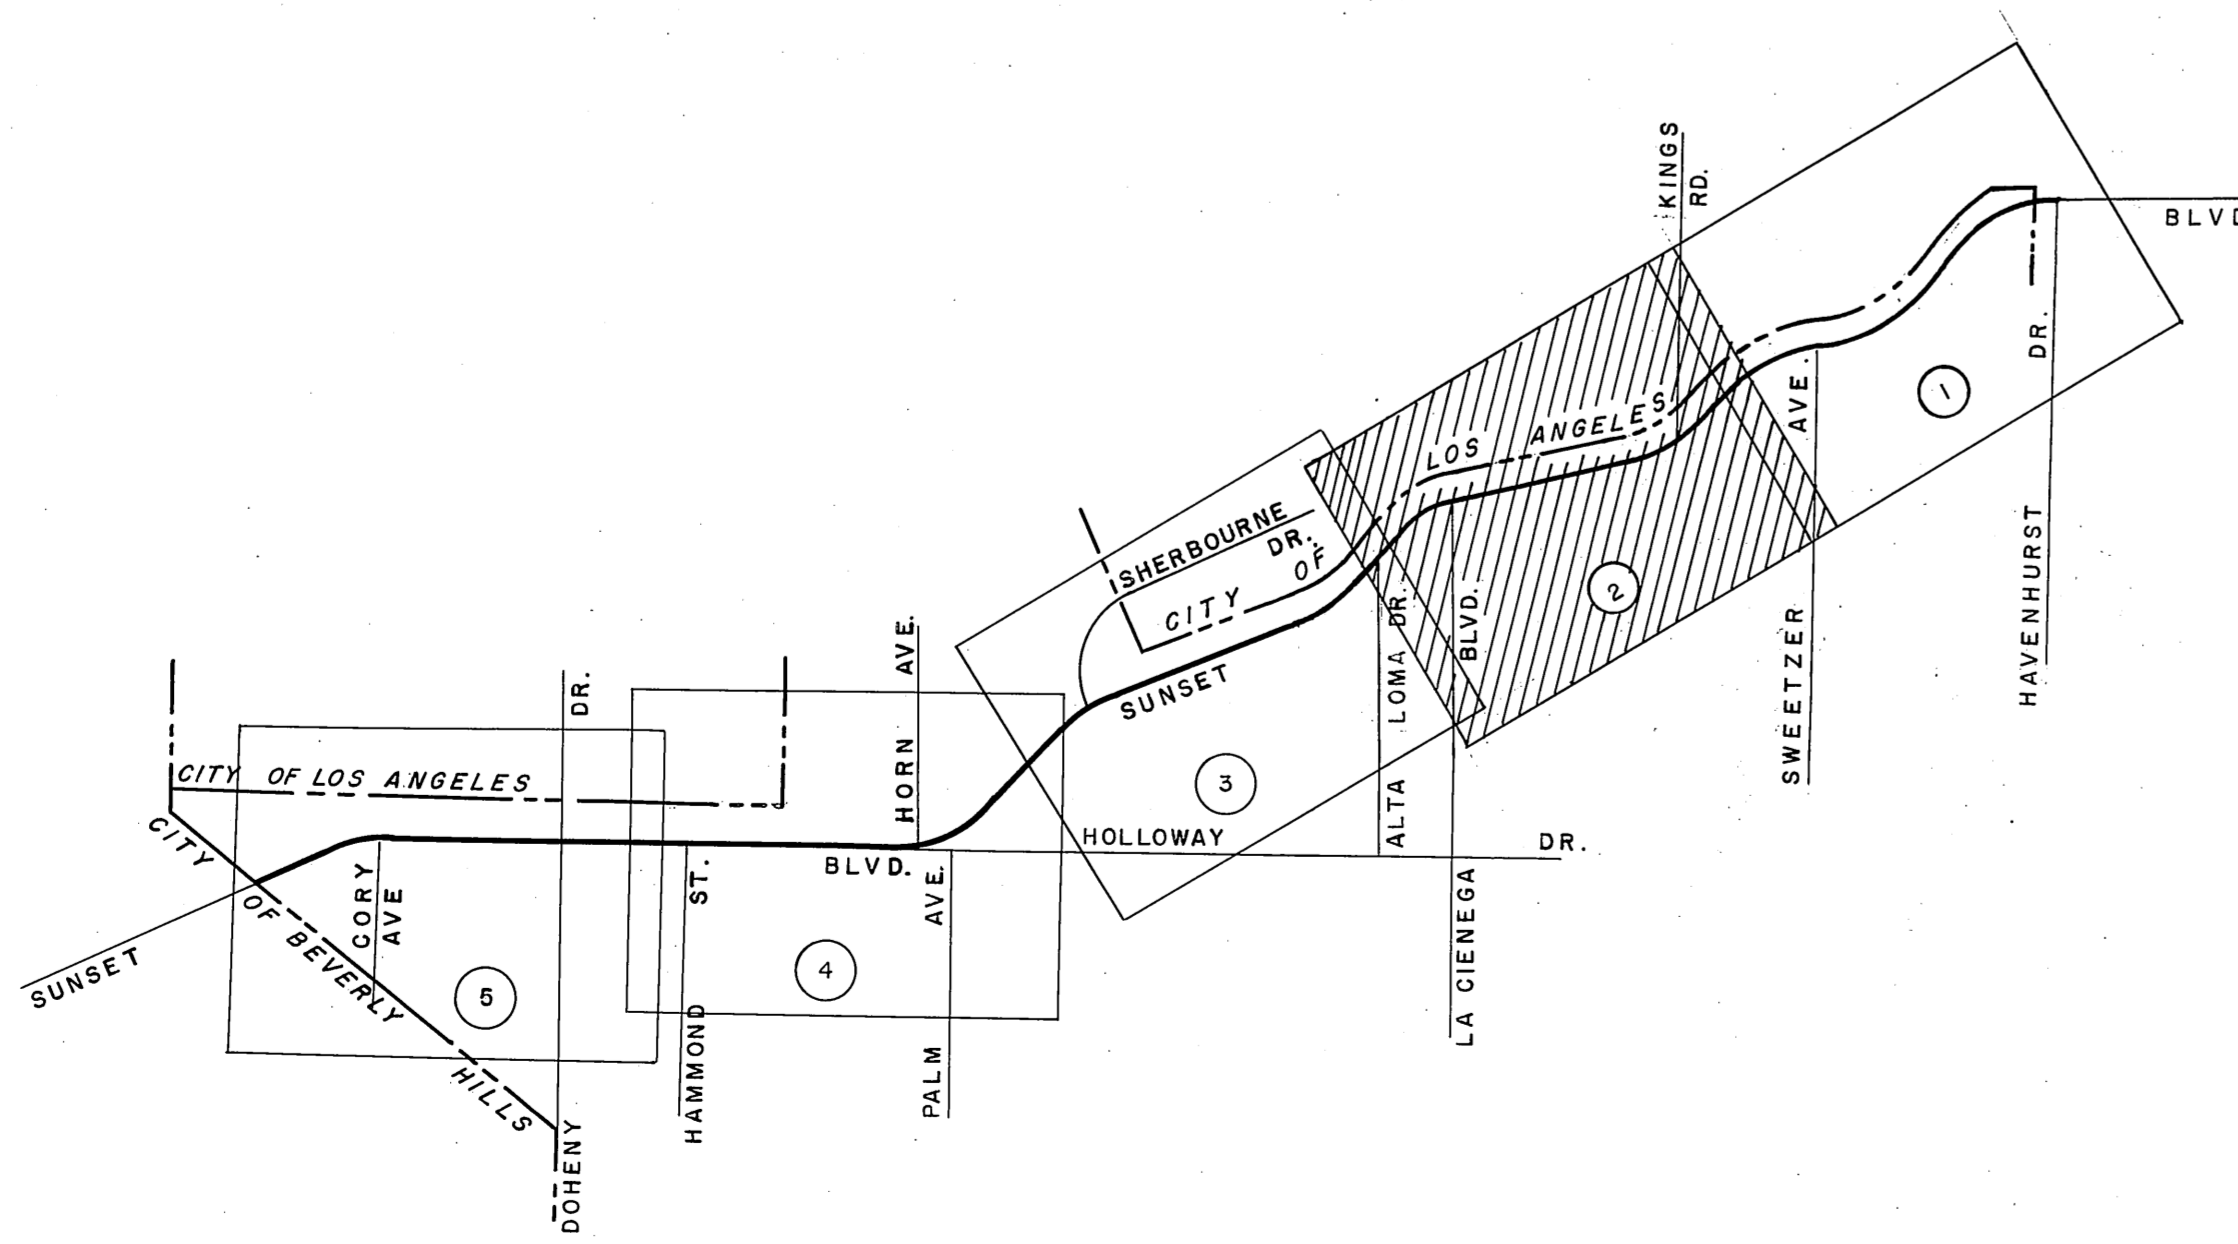 KINGS
RD.
BLVD
DR.
HAVENHURST
1
AVE.
SWEETZER
CITY OF LOS ANGELES
SHERBOURNE
DR.
2
BLVD.
LA CIENEGA
ALTA LOMA DR.
SUNSET
3
HOLLOWAY DR.
HORN AVE.
BLVD.
PALM AVE.
4
HAMMOND ST.
DR.
DOHENY
CITY OF LOS ANGELES
CITY OF BEVERLY HILLS
CORY
AVE
5
SUNSET